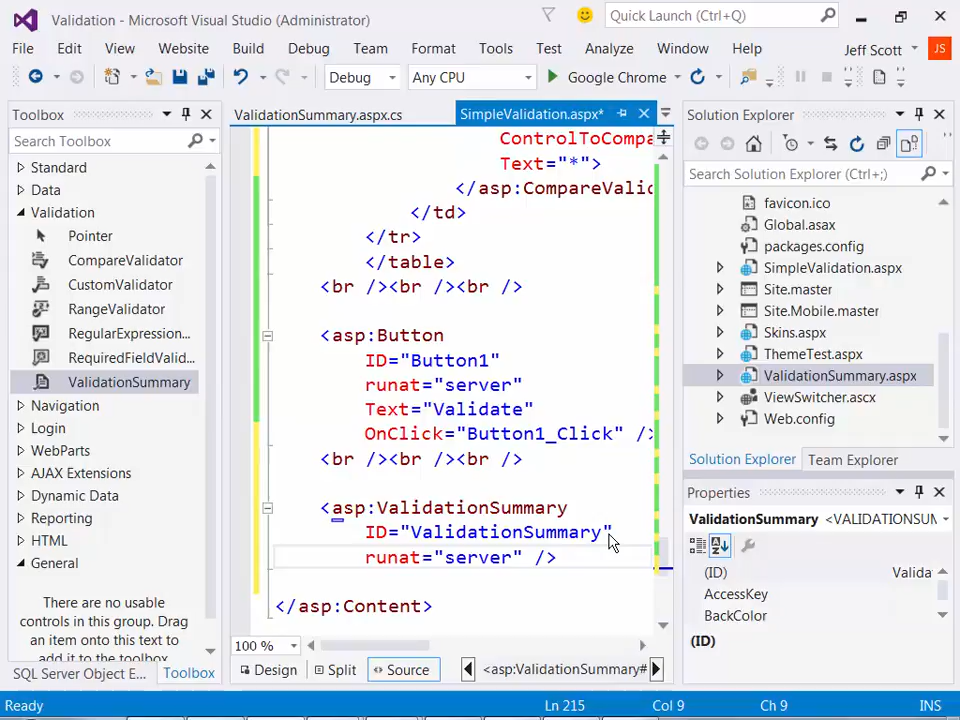 Validation - Microsoft Visual Studio (Administrator)
Quick Launch (Ctrl+Q)
File Edit View Website Build Debug Team Format Tools Test Analyze Window Help Jeff Scott JS
Debug Any CPU Google Chrome
Toolbox
Search Toolbox
Standard
Data
Validation
Pointer
CompareValidator
CustomValidator
RangeValidator
RegularExpression...
RequiredFieldValid...
ValidationSummary
Navigation
Login
WebParts
AJAX Extensions
Dynamic Data
Reporting
HTML
General
There are no usable
controls in this group. Drag
an item onto this text to
add it to the toolbox.
SQL Server Object E... Toolbox
ValidationSummary.aspx.cs SimpleValidation.aspx*
ControlToCompa
Text="*">
</asp:CompareValid
</td>
</tr>
</table>
<br /><br /><br />
<asp:Button
ID="Button1"
runat="server"
Text="Validate"
OnClick="Button1_Click" />
<br /><br /><br />
<asp:ValidationSummary
ID="ValidationSummary"
runat="server" />
</asp:Content>
100 %
Design Split Source <asp:ValidationSummary#
Solution Explorer
Search Solution Explorer (Ctrl+;)
favicon.ico
Global.asax
packages.config
SimpleValidation.aspx
Site.master
Site.Mobile.master
Skins.aspx
ThemeTest.aspx
ValidationSummary.aspx
ViewSwitcher.ascx
Web.config
Solution Explorer Team Explorer
Properties
ValidationSummary <VALIDATIONSUM
(ID) Valida
AccessKey
BackColor
(ID)
Ready Ln 215 Col 9 Ch 9 INS